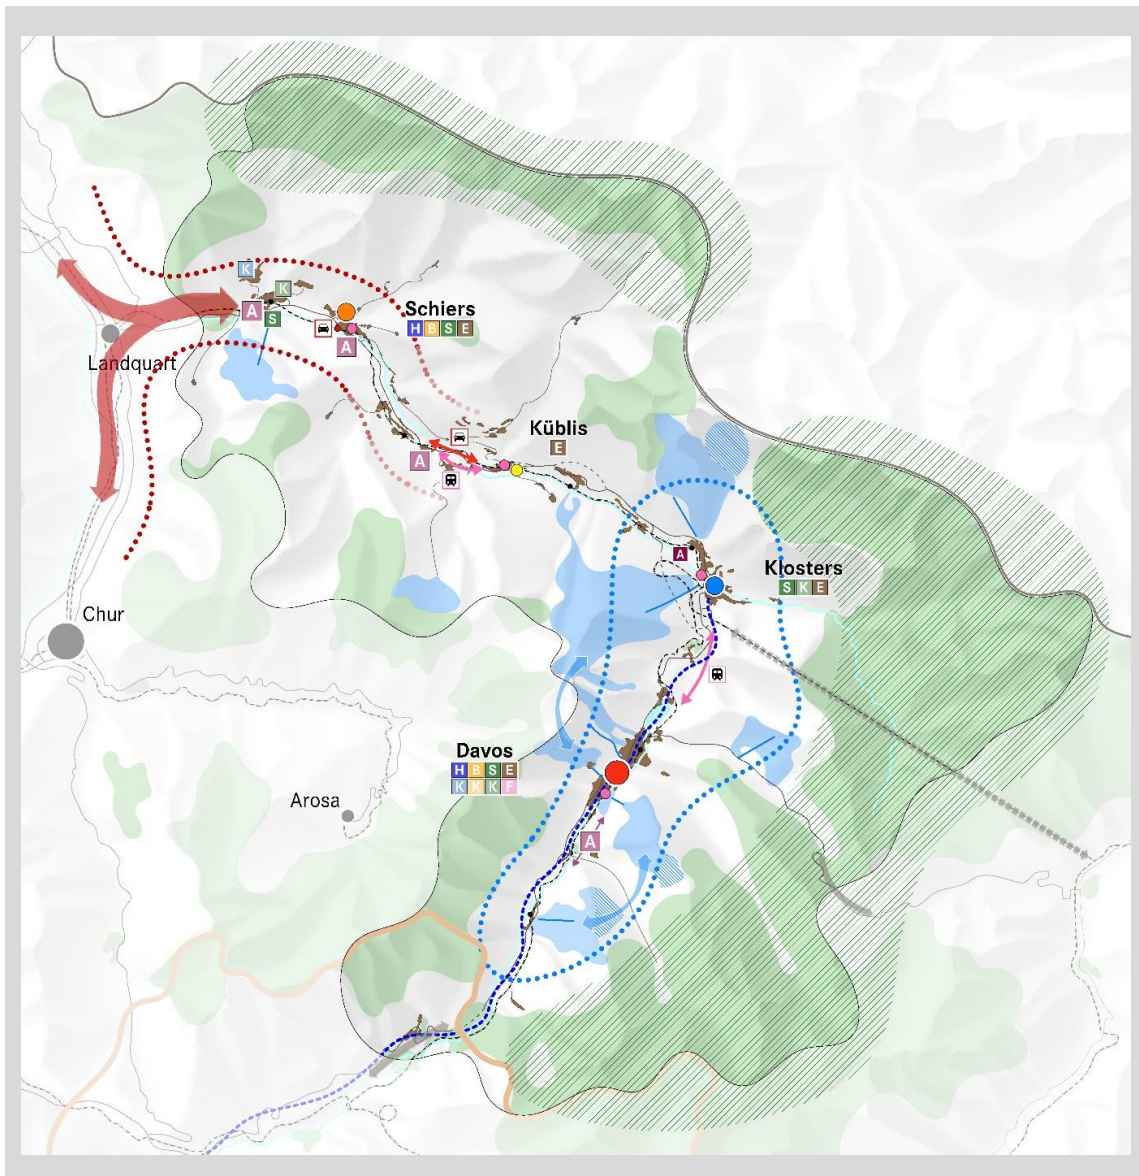 K
K
A
S
Schiers
H B S E
A
Landquart
Küblis
E
A
A
Klosters
S K E
Chur
Davos
H B S E
K K K F
Arosa
A